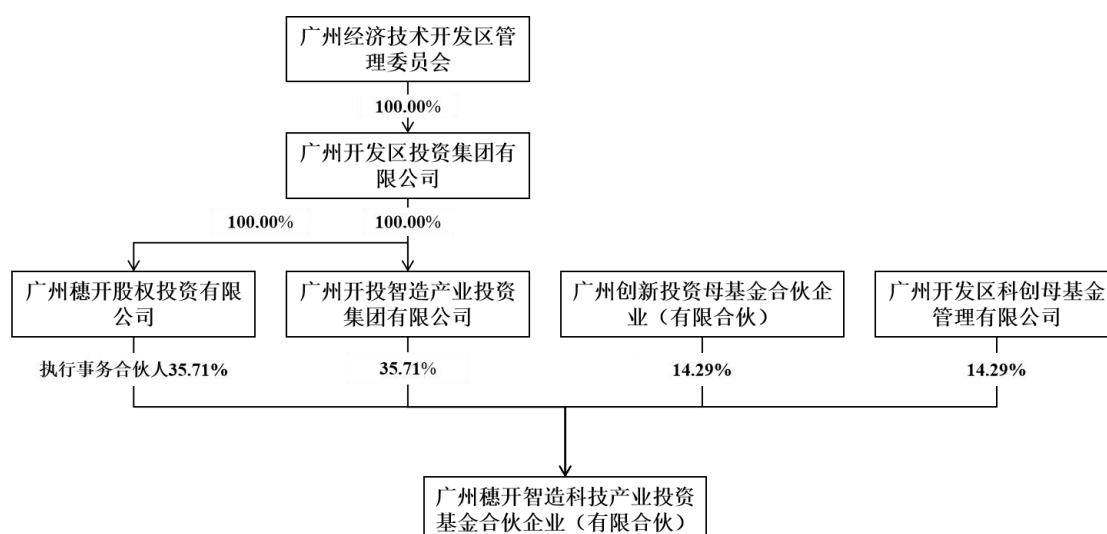 广州经济技术开发区管
理委员会
100.00%
广州开发区投资集团有
限公司
100.00%
100.00%
广州穗开股权投资有限
公司
广州开投智造产业投资
集团有限公司
广州创新投资母基金合伙企
业（有限合伙）
广州开发区科创母基金
管理有限公司
执行事务合伙人35.71%
35.71%
14.29%
14.29%
广州穗开智造科技产业投资
基金合伙企业（有限合伙）